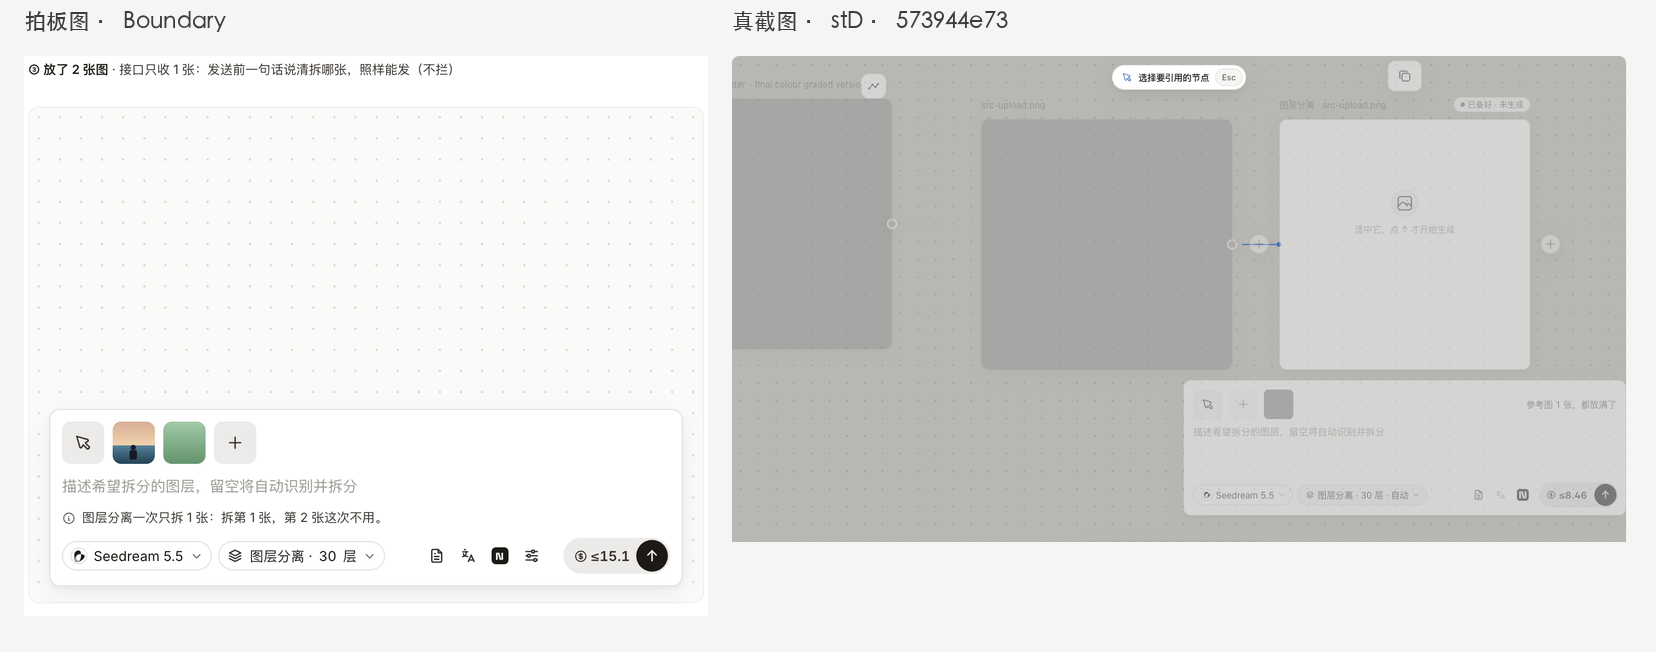 拍板图 · Boundary
③ 放了 2 张图 · 接口只收 1 张：发送前一句话说清拆哪张，照样能发（不拦）
描述希望拆分的图层，留空将自动识别并拆分
图层分离一次只拆 1 张：拆第 1 张，第 2 张这次不用。
Seedream 5.5
图层分离 · 30 层
N
≤15.1
真截图 · stD · 573944e73
选择要引用的节点 Esc
ster - final colour graded versio
src-upload.png
图层分离 · src-upload.png
已备好 · 未生成
选中它，点 ↑ 才开始生成
参考图 1 张，都放满了
描述希望拆分的图层，留空将自动识别并拆分
Seedream 5.5
图层分离 · 30 层 · 自动
N
≤8.46